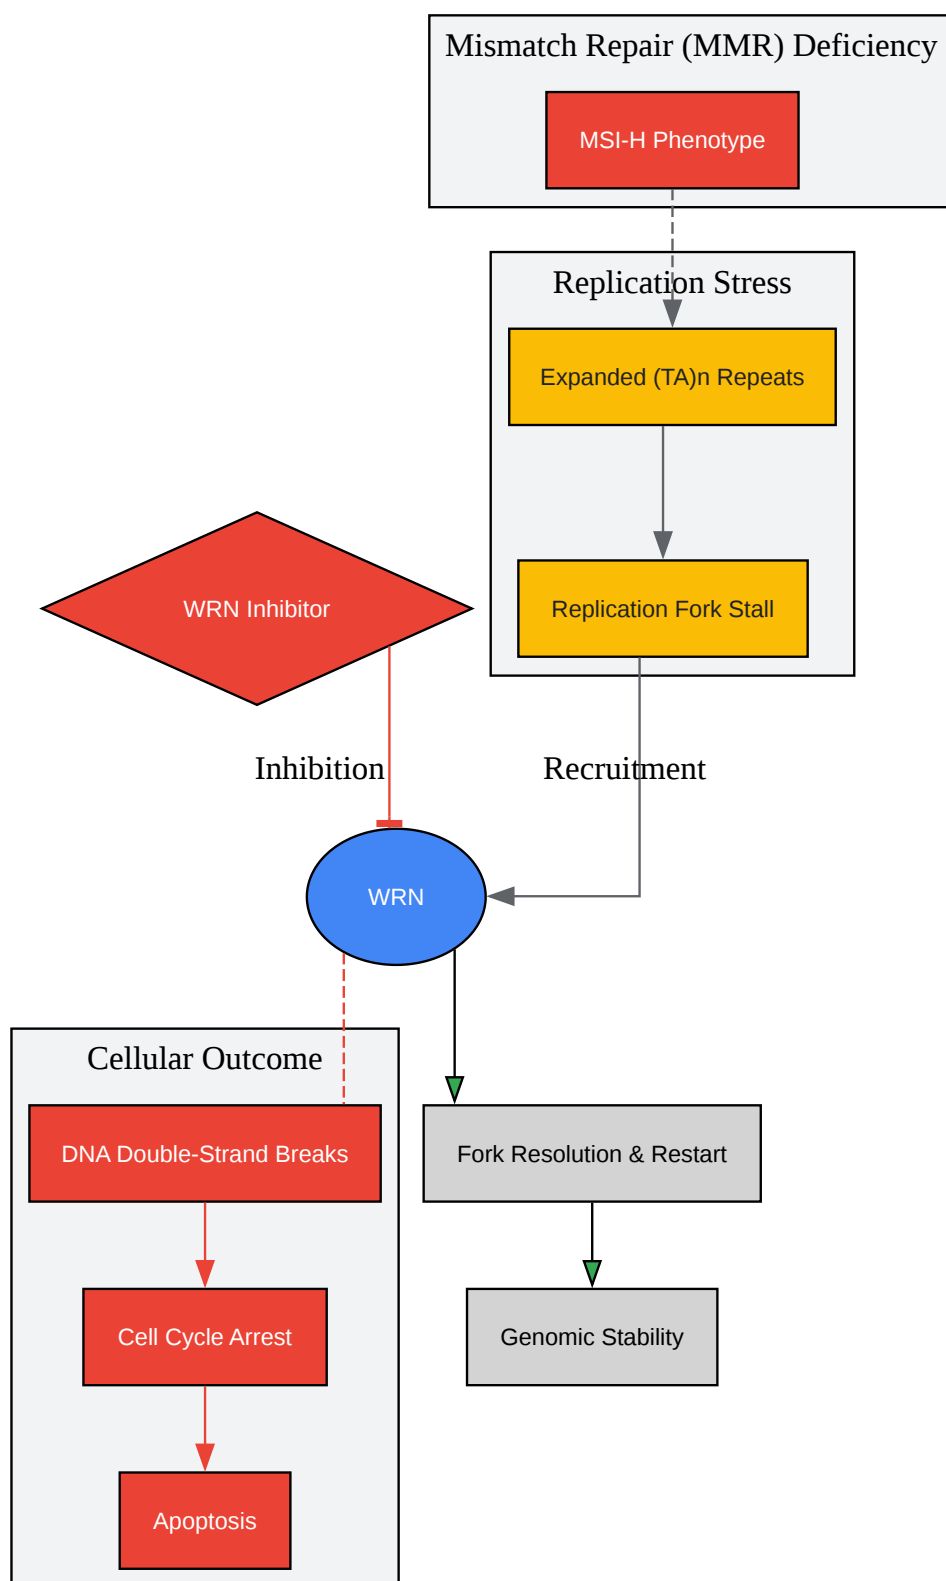 Mismatch Repair (MMR) Deficiency
MSI-H Phenotype
Replication Stress
Expanded (TA)n Repeats
WRN Inhibitor
Replication Fork Stall
Inhibition
Recruitment
WRN
Cellular Outcome
DNA Double-Strand Breaks
Fork Resolution & Restart
Cell Cycle Arrest
Genomic Stability
Apoptosis